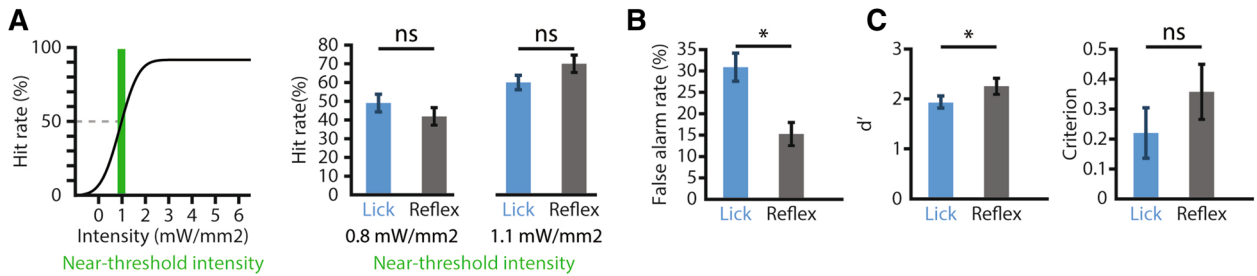 A
Hit rate (%)
100
50
0
0 1 2 3 4 5 6
Intensity (mW/mm2)
Near-threshold intensity
Hit rate(%)
80
70
60
50
40
30
20
10
0
ns
ns
Lick Reflex
Lick Reflex
0.8 mW/mm2
1.1 mW/mm2
Near-threshold intensity
B
False alarm rate (%)
35
30
25
20
15
10
5
0
*
Lick Reflex
C
d′
3
2
1
0
*
Lick Reflex
Criterion
0.5
0.4
0.3
0.2
0.1
0
ns
Lick Reflex